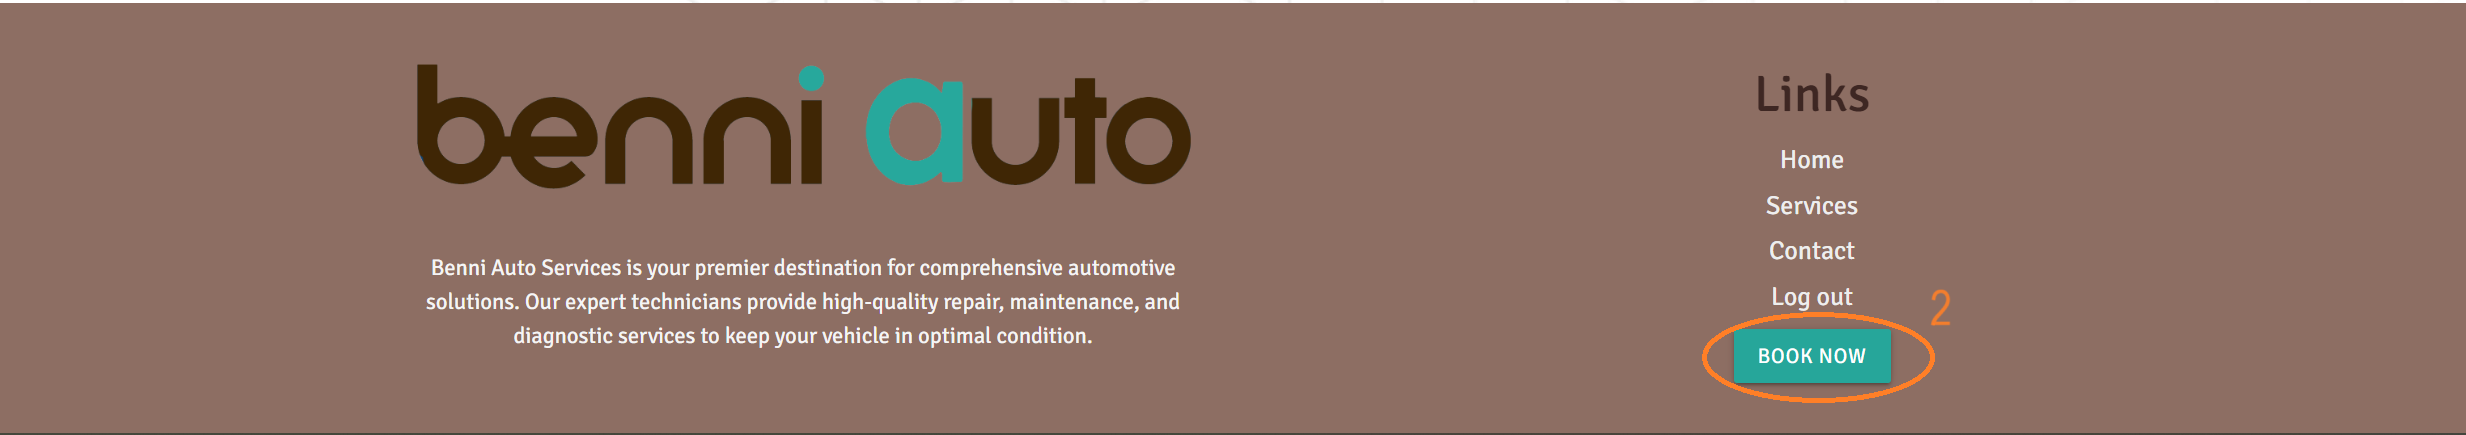 benni auto
Benni Auto Services is your premier destination for comprehensive automotive
solutions. Our expert technicians provide high-quality repair, maintenance, and
diagnostic services to keep your vehicle in optimal condition.
Links
Home
Services
Contact
Log out
2
BOOK NOW